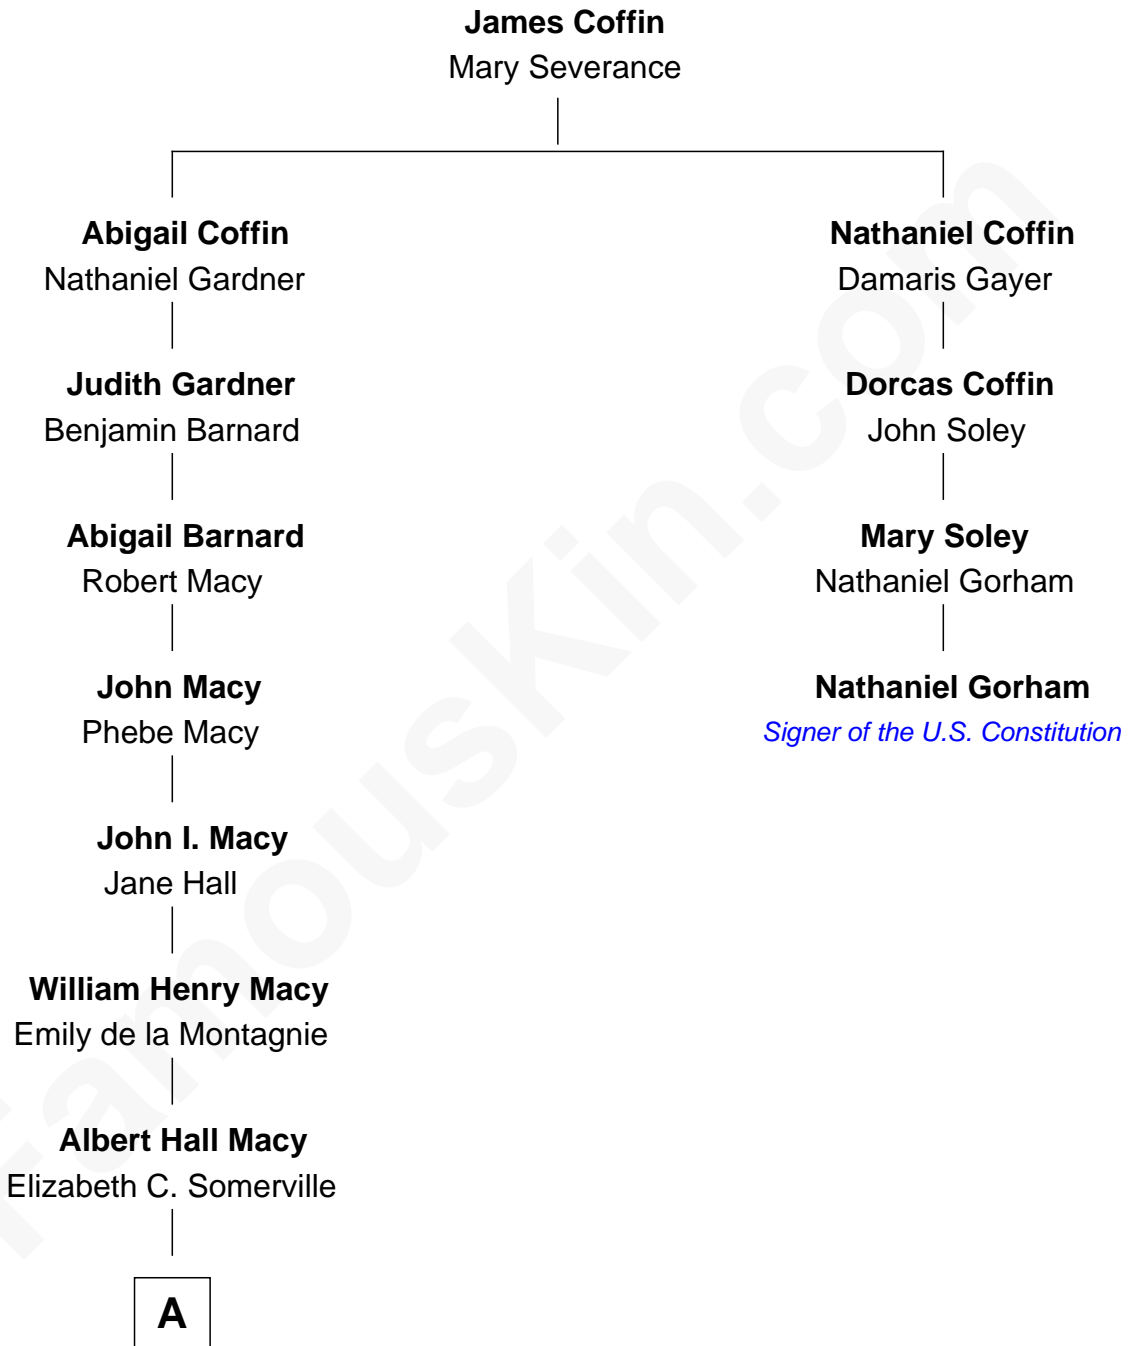 James Coffin
Mary Severance
Abigail Coffin
Nathaniel Gardner
Nathaniel Coffin
Damaris Gayer
Judith Gardner
Benjamin Barnard
Dorcas Coffin
John Soley
Abigail Barnard
Robert Macy
Mary Soley
Nathaniel Gorham
John Macy
Phebe Macy
Nathaniel Gorham
Signer of the U.S. Constitution
John I. Macy
Jane Hall
William Henry Macy
Emily de la Montagnie
Albert Hall Macy
Elizabeth C. Somerville
A
FamousKin.com